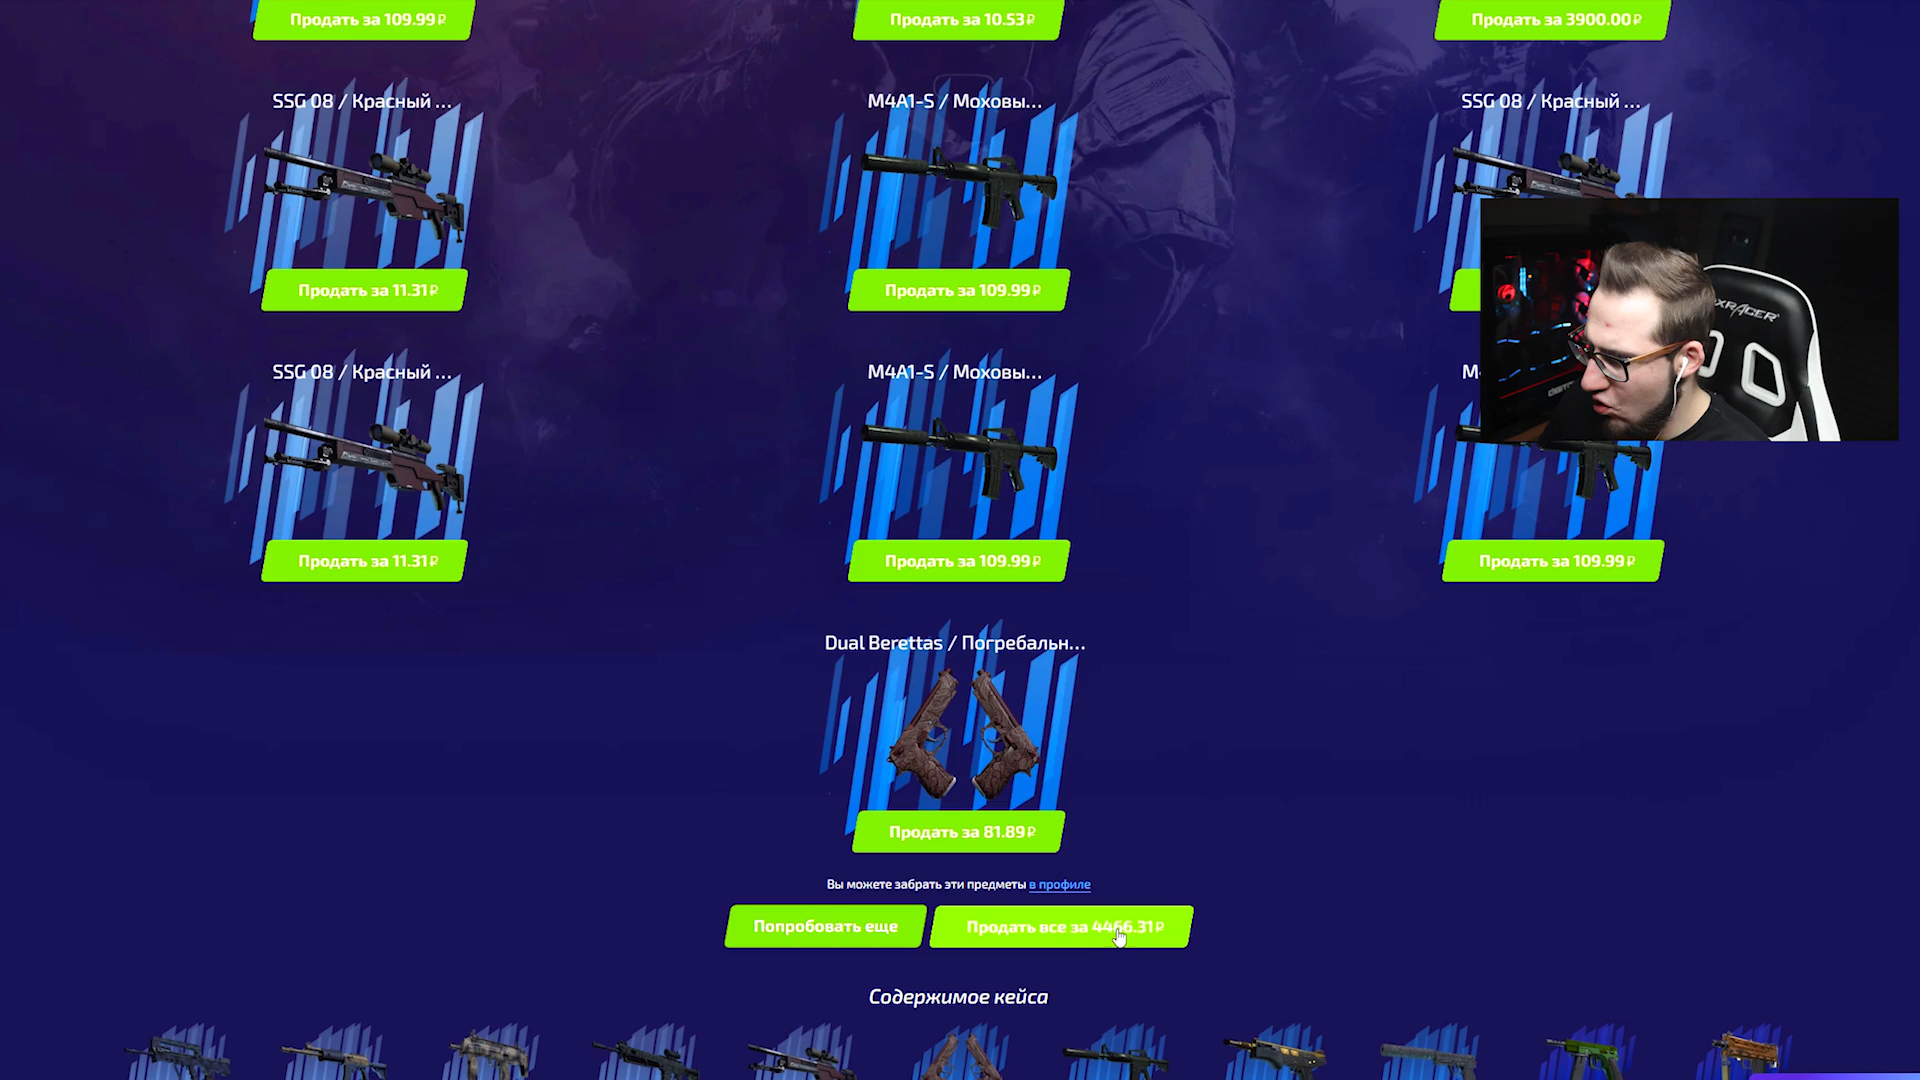 Продать за 109.99₽
Продать за 10.53₽
Продать за 3900.00₽
SSG 08 / Красный ...
M4A1-S / Моховы...
SSG 08 / Красный ...
Продать за 11.31₽
Продать за 109.99₽
SSG 08 / Красный ...
M4A1-S / Моховы...
Продать за 11.31₽
Продать за 109.99₽
Продать за 109.99₽
Dual Berettas / Погребальн...
Продать за 81.89₽
Вы можете забрать эти предметы в профиле
Попробовать еще
Продать все за 4466.31₽
Содержимое кейса